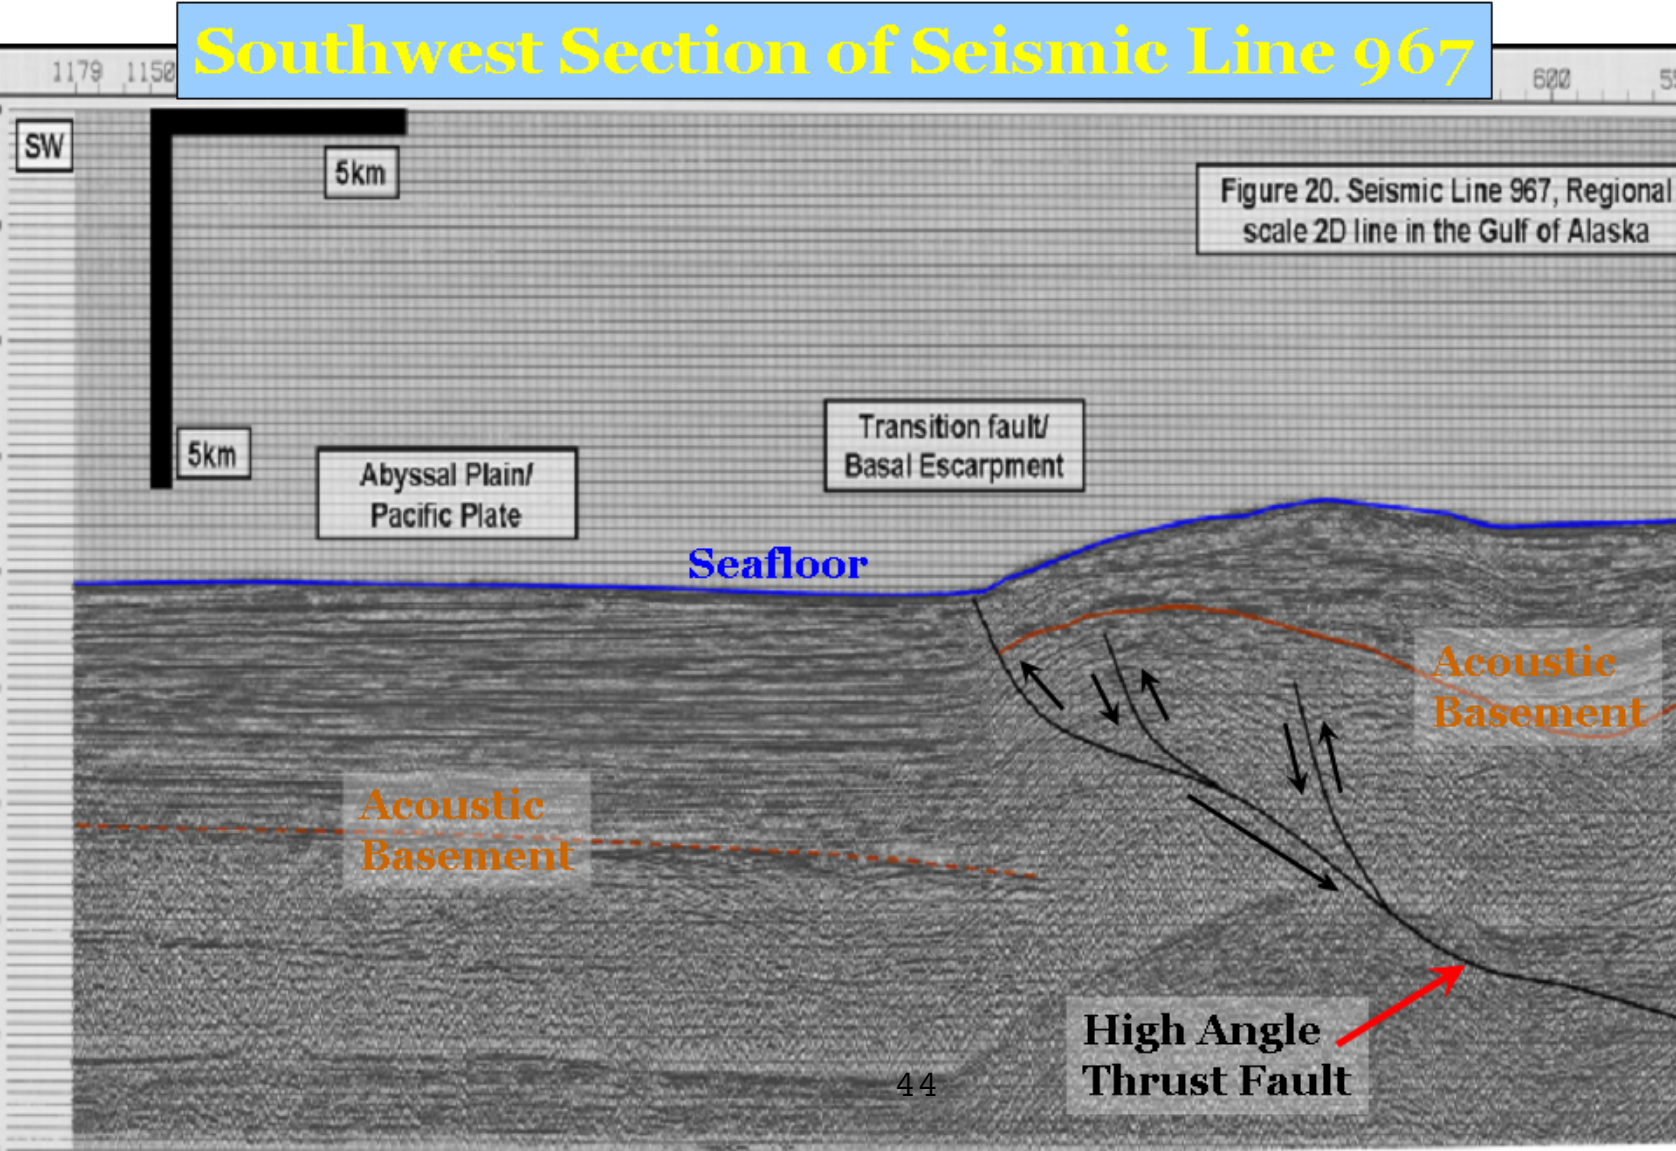 Southwest Section of Seismic Line 967
1179 1150
600
SW
5km
Figure 20. Seismic Line 967, Regional
scale 2D line in the Gulf of Alaska
5km
Abyssal Plain/
Pacific Plate
Transition fault/
Basal Escarpment
Seafloor
Acoustic
Basement
Acoustic
Basement
High Angle
Thrust Fault
44